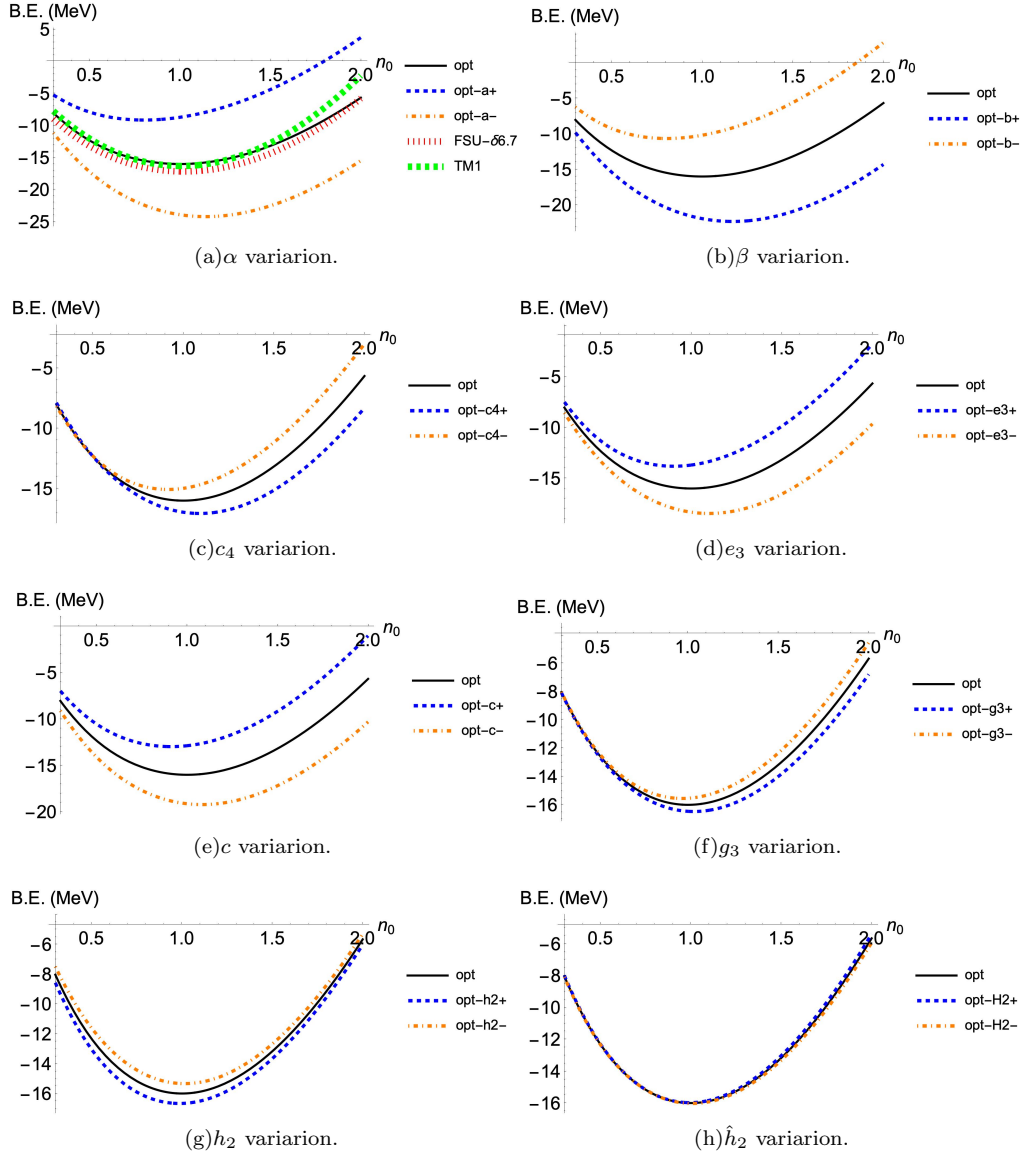 B.E. (MeV)
5
0.5 1.0 1.5 2.0 n0
-5
-10
-15
-20
-25
opt
opt-a+
opt-a-
FSU-δ6.7
TM1
(a)α variarion.
B.E. (MeV)
0.5 1.0 1.5 2.0 n0
-5
-10
-15
-20
opt
opt-b+
opt-b-
(b)β variarion.
B.E. (MeV)
0.5 1.0 1.5 2.0 n0
-5
-10
-15
opt
opt-c4+
opt-c4-
(c)c4 variarion.
B.E. (MeV)
0.5 1.0 1.5 2.0 n0
-5
-10
-15
opt
opt-e3+
opt-e3-
(d)e3 variarion.
B.E. (MeV)
0.5 1.0 1.5 2.0 n0
-5
-10
-15
-20
opt
opt-c+
opt-c-
(e)c variarion.
B.E. (MeV)
0.5 1.0 1.5 2.0 n0
-6
-8
-10
-12
-14
-16
opt
opt-g3+
opt-g3-
(f)g3 variarion.
B.E. (MeV)
0.5 1.0 1.5 2.0 n0
-6
-8
-10
-12
-14
-16
opt
opt-h2+
opt-h2-
(g)h2 variarion.
B.E. (MeV)
0.5 1.0 1.5 2.0 n0
-6
-8
-10
-12
-14
-16
opt
opt-H2+
opt-H2-
(h)ĥ2 variarion.